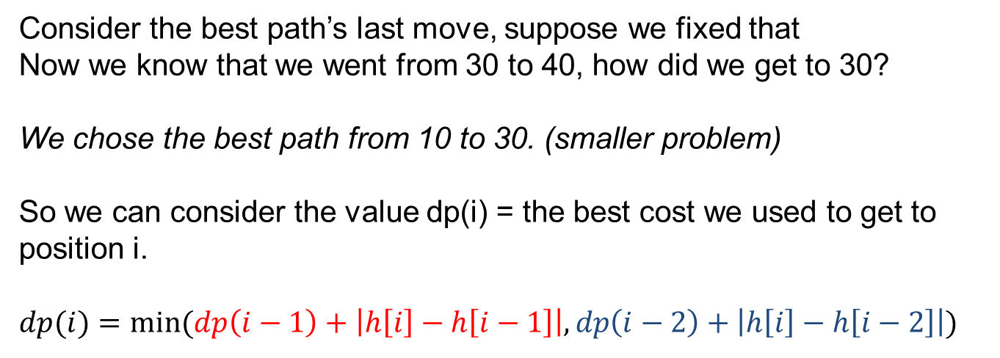 Consider the best path’s last move, suppose we fixed that
Now we know that we went from 30 to 40, how did we get to 30?
We chose the best path from 10 to 30. (smaller problem)
So we can consider the value dp(i) = the best cost we used to get to
position i.
𝑑𝑝(𝑖) = min(𝑑𝑝(𝑖 − 1) + |ℎ[𝑖] − ℎ[𝑖 − 1]|, 𝑑𝑝(𝑖 − 2) + |ℎ[𝑖] − ℎ[𝑖 − 2]|)